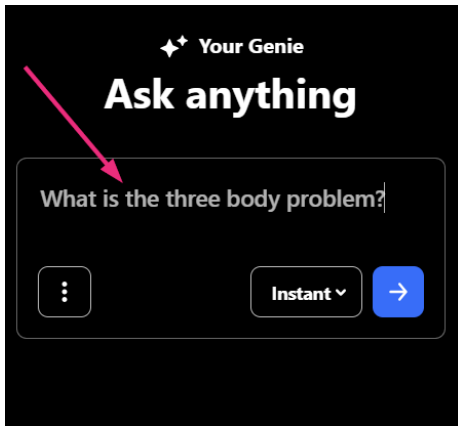 Your Genie
Ask anything
What is the three body problem?
Instant